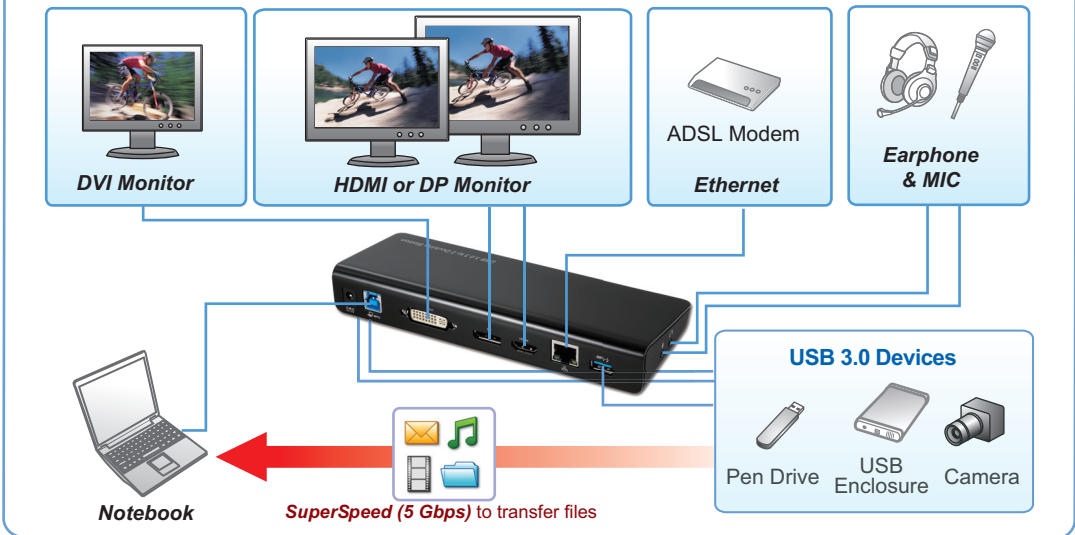 DVI Monitor
HDMI or DP Monitor
ADSL Modem
Ethernet
Earphone
& MIC
USB 3.0 Devices
Pen Drive
USB
Enclosure
Camera
Notebook
SuperSpeed (5 Gbps) to transfer files